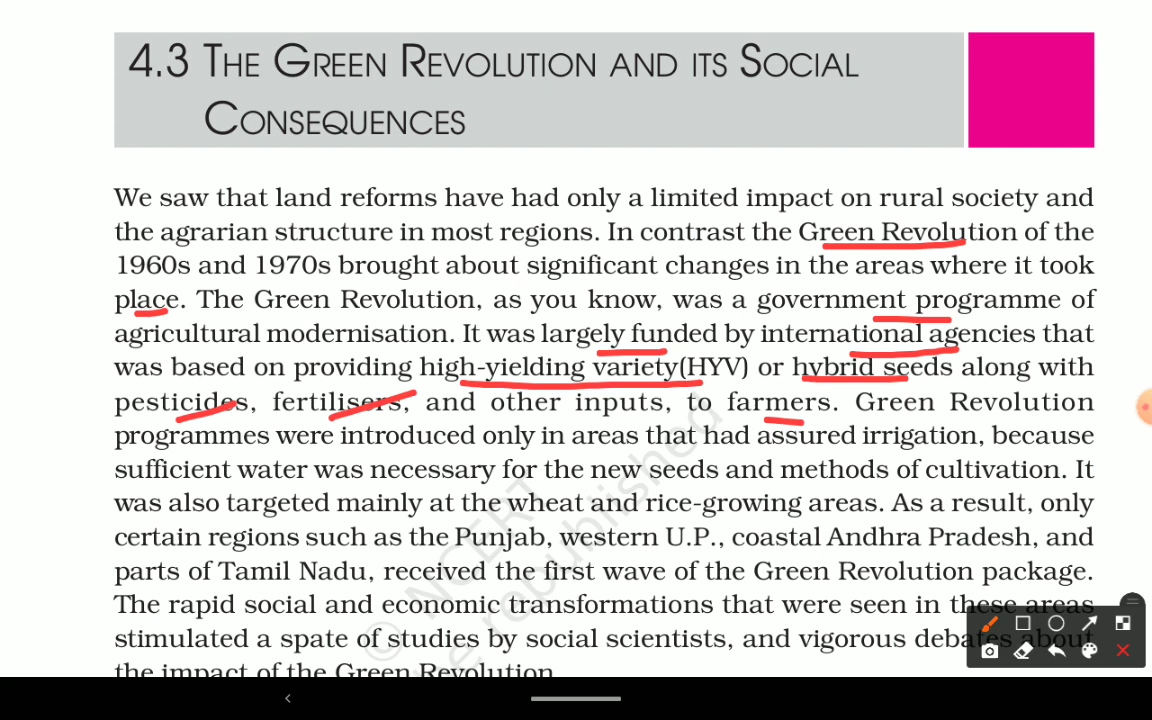 4.3 The Green Revolution and its Social
Consequences
We saw that land reforms have had only a limited impact on rural society and
the agrarian structure in most regions. In contrast the Green Revolution of the
1960s and 1970s brought about significant changes in the areas where it took
place. The Green Revolution, as you know, was a government programme of
agricultural modernisation. It was largely funded by international agencies that
was based on providing high-yielding variety(HYV) or hybrid seeds along with
pesticides, fertilisers, and other inputs, to farmers. Green Revolution
programmes were introduced only in areas that had assured irrigation, because
sufficient water was necessary for the new seeds and methods of cultivation. It
was also targeted mainly at the wheat and rice-growing areas. As a result, only
certain regions such as the Punjab, western U.P., coastal Andhra Pradesh, and
parts of Tamil Nadu, received the first wave of the Green Revolution package.
The rapid social and economic transformations that were seen in these areas
stimulated a spate of studies by social scientists, and vigorous debates about
the impact of the Green Revolution.
© NCERT
republished